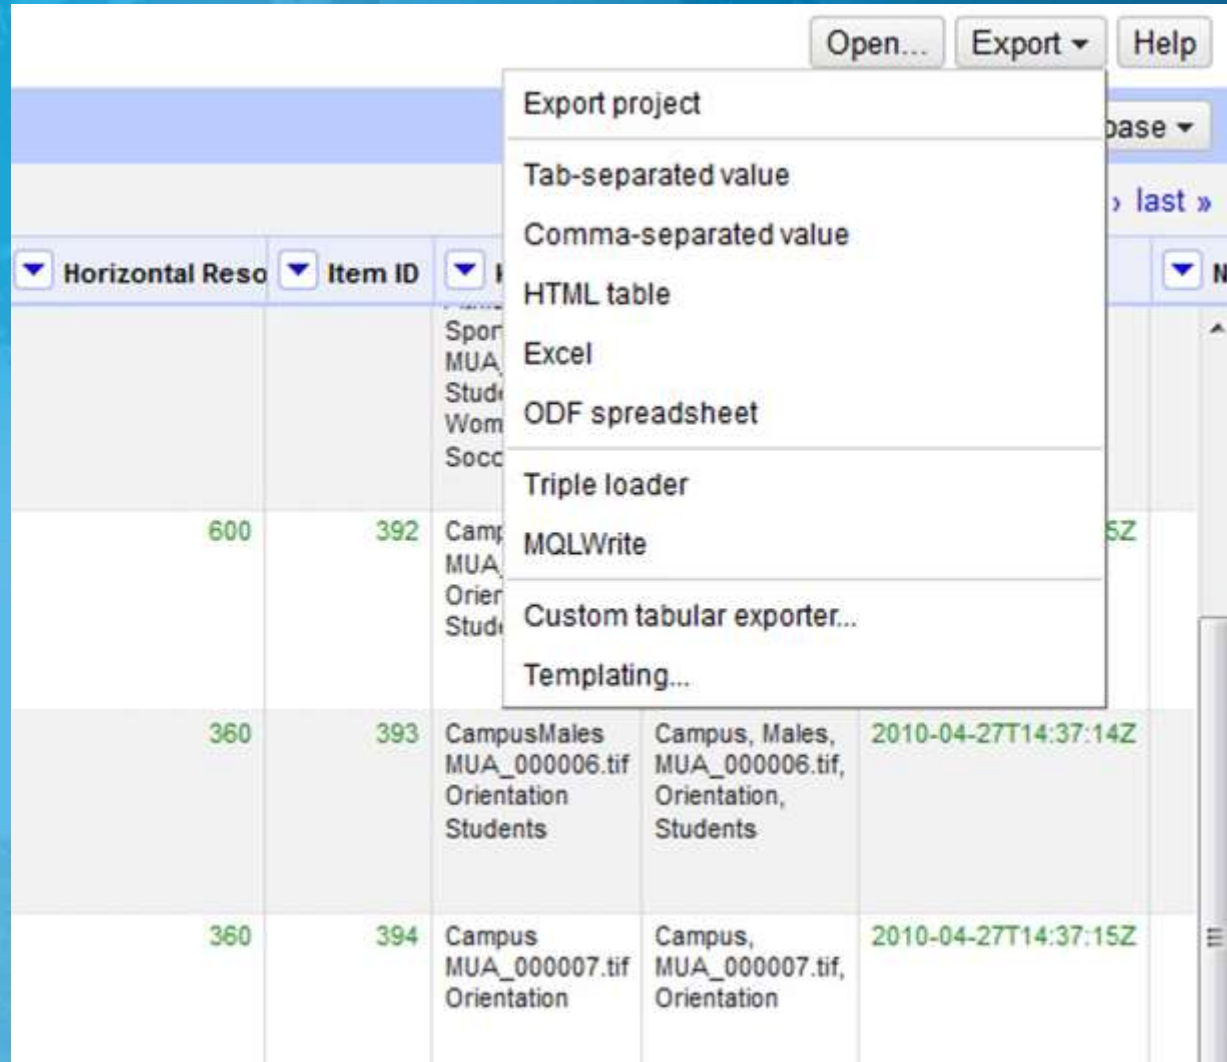 Open... Export Help
Export project
Tab-separated value
last »
Comma-separated value
Horizontal Reso Item ID
HTML table
Excel
ODF spreadsheet
Triple loader
600 392
MQLWrite
Custom tabular exporter...
Templating...
360 393 CampusMales Campus, Males, 2010-04-27T14:37:14Z
MUA_000006.tif MUA_000006.tif,
Orientation Orientation,
Students Students
360 394 Campus Campus, 2010-04-27T14:37:15Z
MUA_000007.tif MUA_000007.tif,
Orientation Orientation